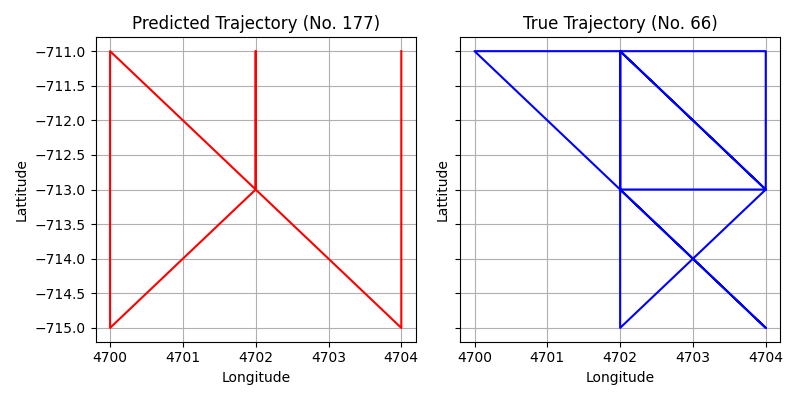 Predicted Trajectory (No. 177)
True Trajectory (No. 66)
−711.0
−711.5
−712.0
−712.5
−713.0
−713.5
−714.0
−714.5
−715.0
Lattitude
Lattitude
4700 4701 4702 4703 4704
4700 4701 4702 4703 4704
Longitude
Longitude